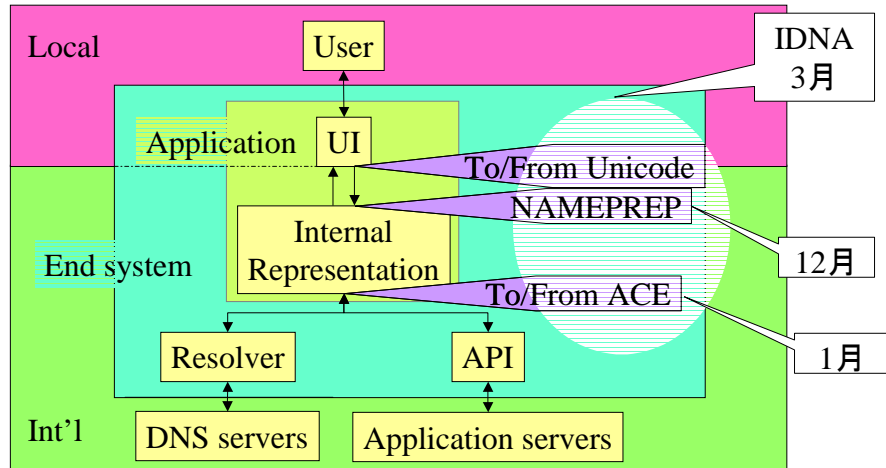 Local
User
IDNA
3月
Application
UI
To/From Unicode
NAMEPREP
Internal
Representation
12月
End system
To/From ACE
Resolver
API
1月
Int'l
DNS servers
Application servers